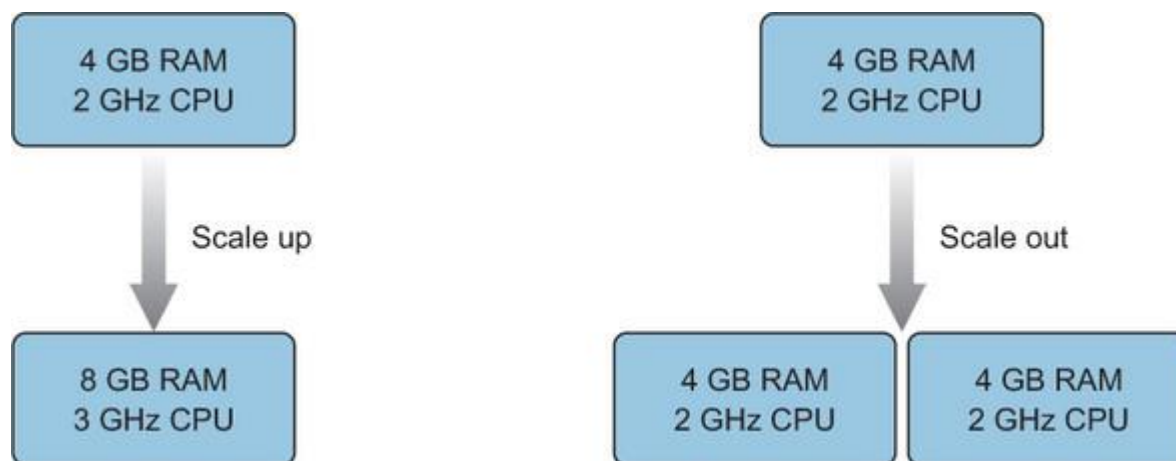 4 GB RAM
2 GHz CPU
Scale up
8 GB RAM
3 GHz CPU
4 GB RAM
2 GHz CPU
Scale out
4 GB RAM
2 GHz CPU
4 GB RAM
2 GHz CPU